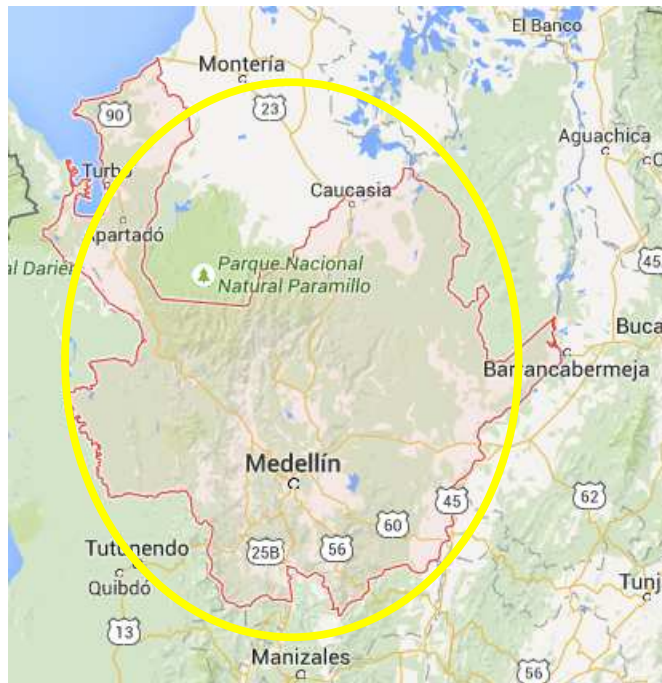 El Banco
Montería
90
23
Aguachica
Turbo
Caucasia
Apartadó
45
Parque Nacional
Natural Paramillo
al Darién
Buca
Barrancabermeja
Medellín
45
62
60
25B
56
Tutunendo
Quibdó
Tunj
13
Manizales
56